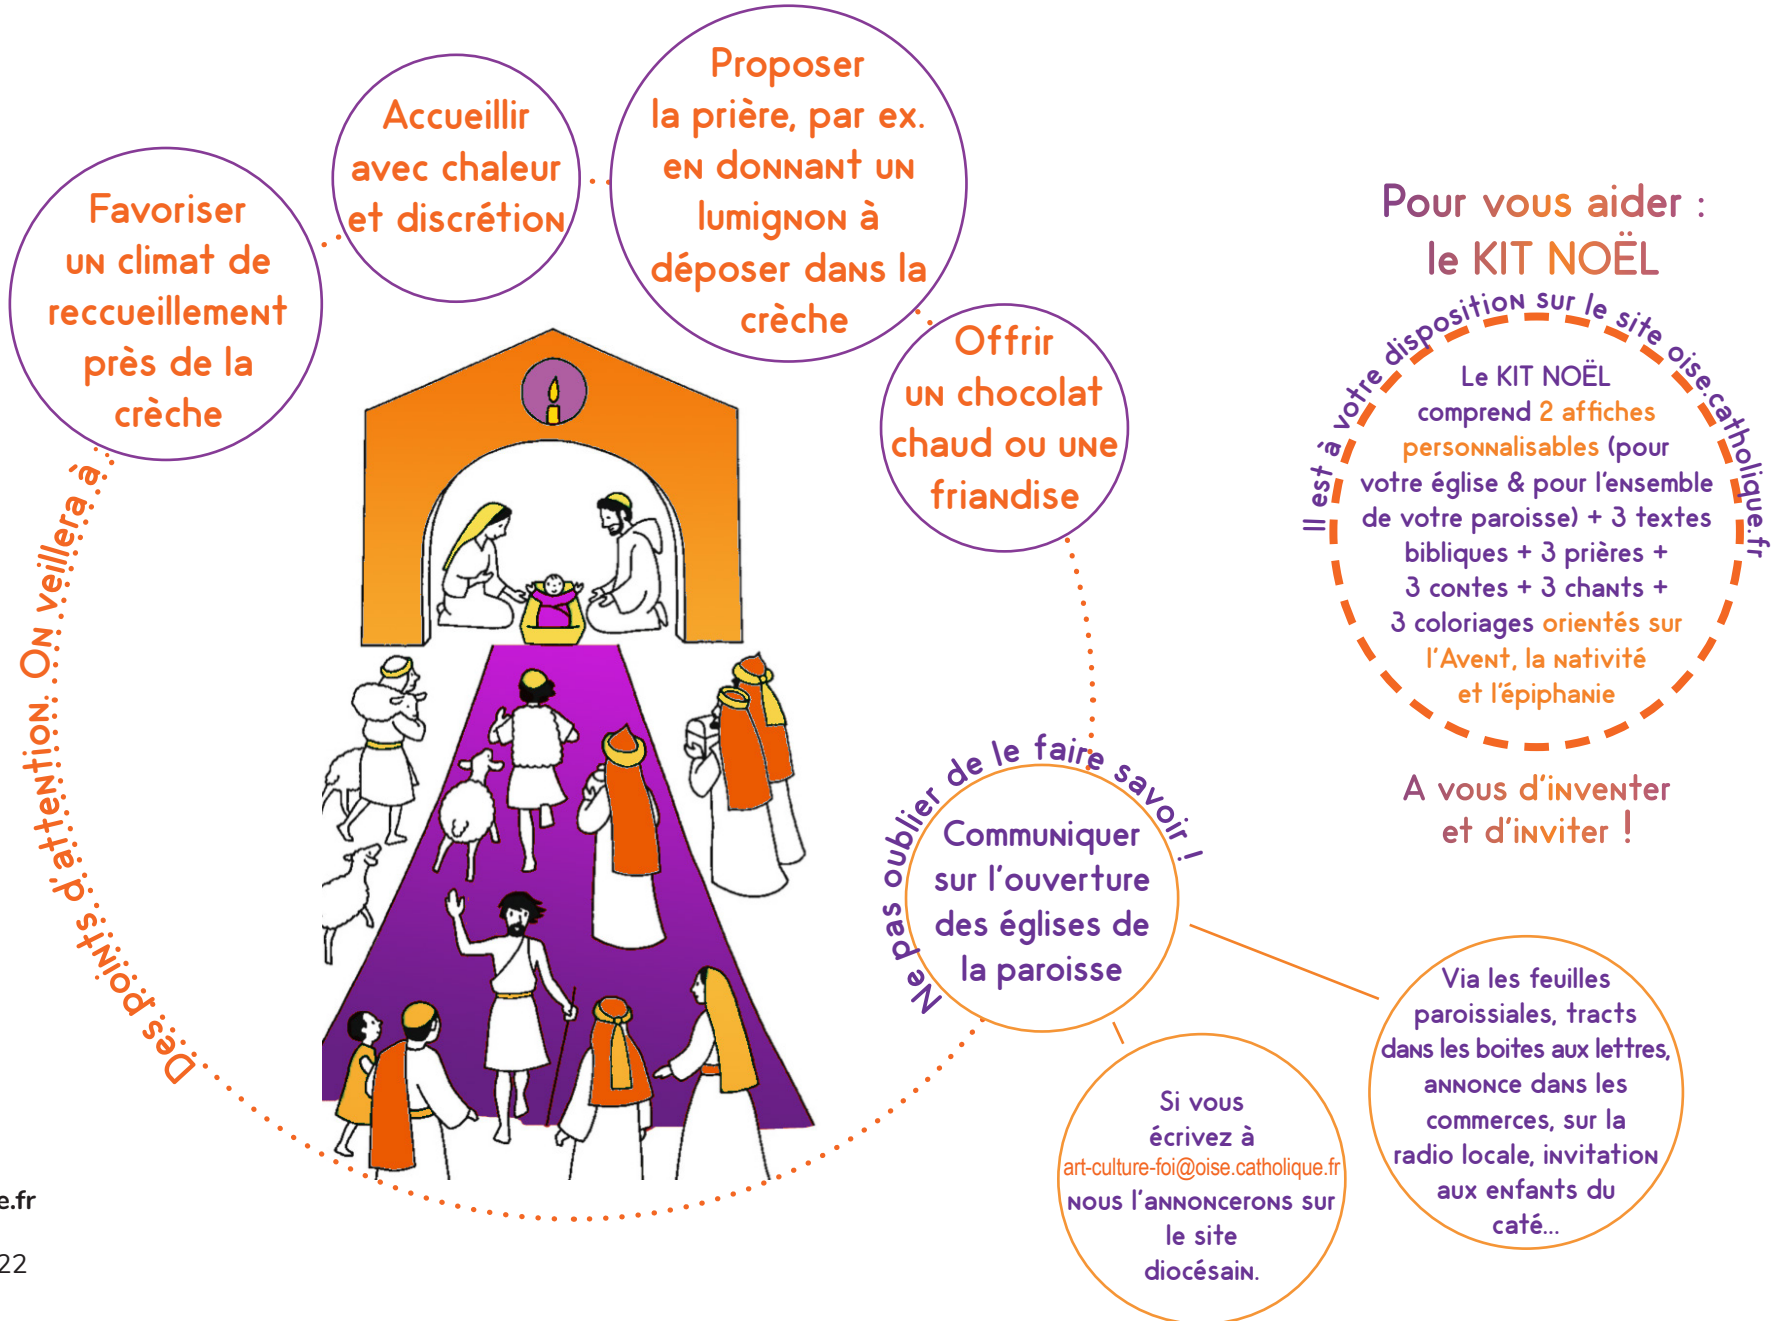 Des points d'attention. On veillera à
Favoriser
un climat de
reccueillement
près de la
crèche
Accueillir
avec chaleur
et discrétion
Proposer
la prière, par ex.
en donnant un
lumignon à
déposer dans la
crèche
Offrir
un chocolat
chaud ou une
friandise
Ne pas oublier de le faire savoir !
Communiquer
sur l'ouverture
des églises de
la paroisse
Si vous
écrivez à
art-culture-foi@oise.catholique.fr
nous l'annoncerons sur
le site
diocésain.
Via les feuilles
paroissiales, tracts
dans les boites aux lettres,
annonce dans les
commerces, sur la
radio locale, invitation
aux enfants du
caté...
Pour vous aider :
le KIT NOËL
Il est à votre disposition sur le site oise.catholique.fr
Le KIT NOËL
comprend 2 affiches
personnalisables (pour
votre église & pour l'ensemble
de votre paroisse) + 3 textes
bibliques + 3 prières +
3 contes + 3 chants +
3 coloriages orientés sur
l'Avent, la nativité
et l'épiphanie
A vous d'inventer
et d'inviter !
e.fr
22